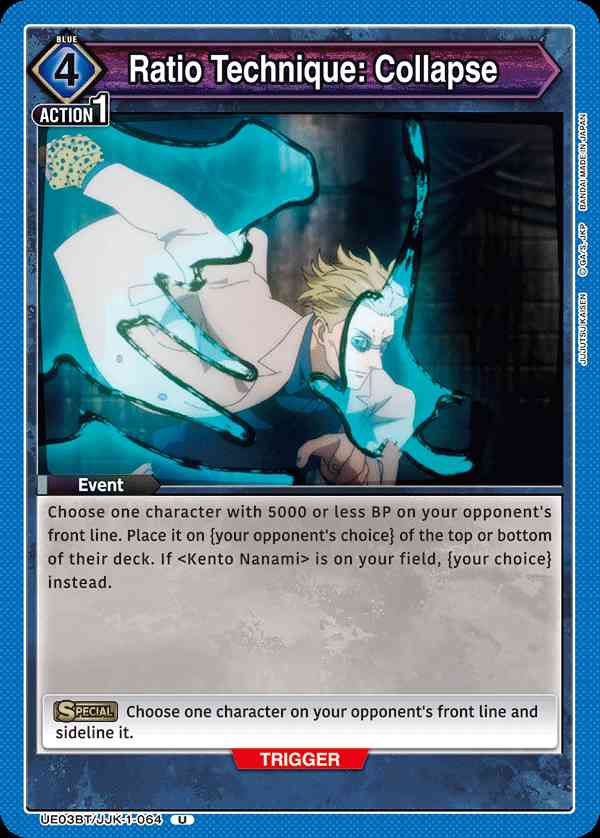 BLUE
4
Ratio Technique: Collapse
ACTION 1
BANDAI MADE IN JAPAN
© GA/S, JKP
JUJUTSU KAISEN
Event
Choose one character with 5000 or less BP on your opponent's
front line. Place it on {your opponent's choice} of the top or bottom
of their deck. If <Kento Nanami> is on your field, {your choice}
instead.
SPECIAL Choose one character on your opponent's front line and
sideline it.
TRIGGER
UE03BT/JJK-1-064 U